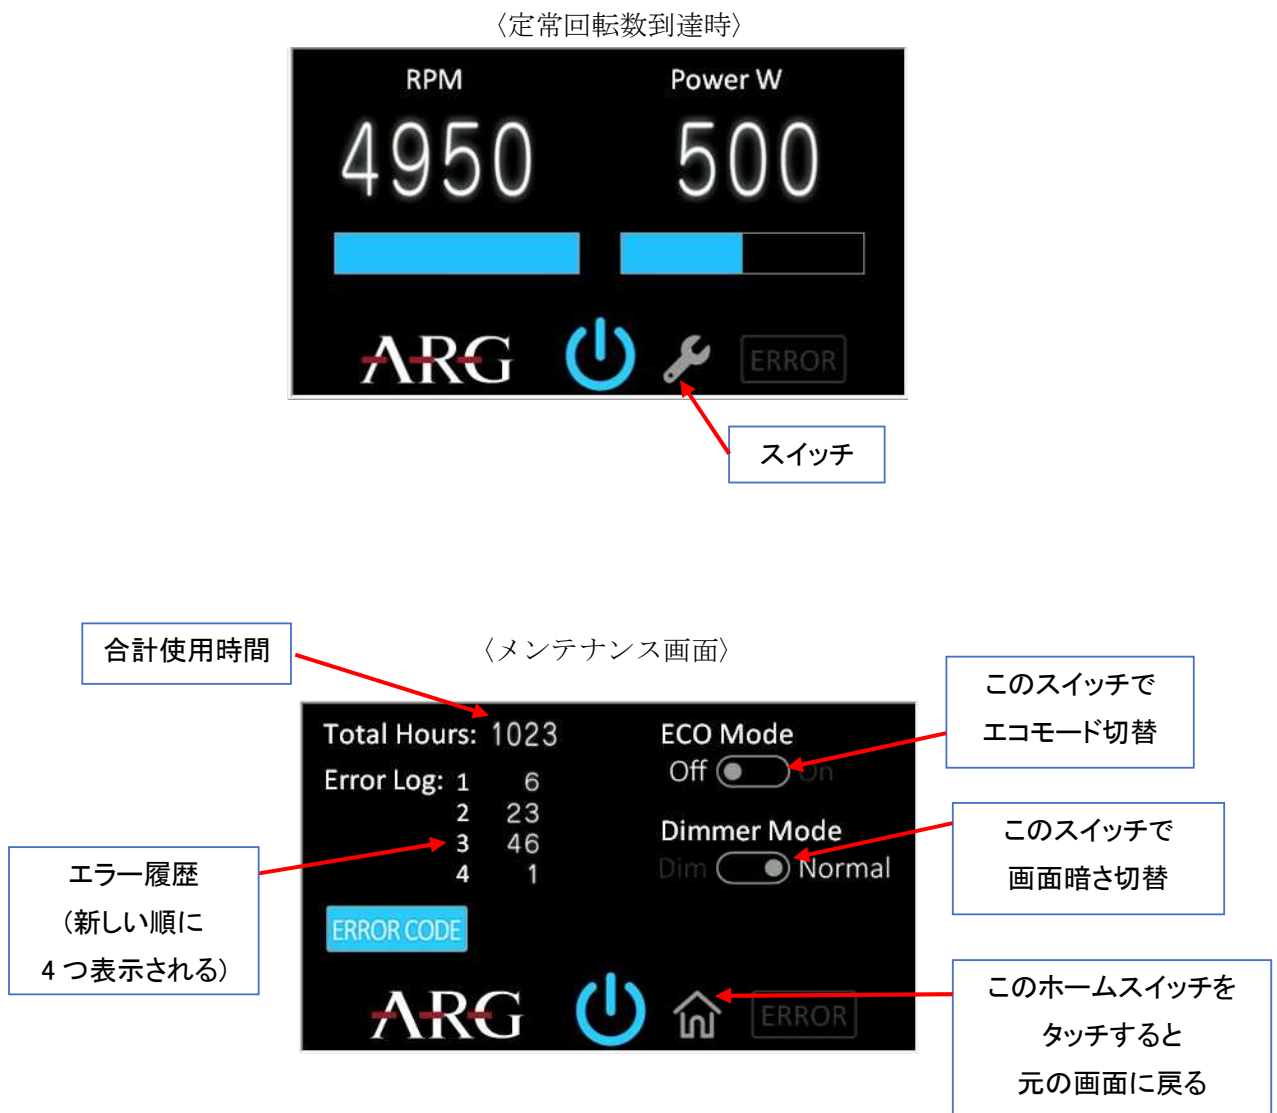 〈定常回転数到達時〉
RPM
Power W
4950
500
ARG
ERROR
スイッチ
合計使用時間
〈メンテナンス画面〉
このスイッチで
エコモード切替
Total Hours: 1023
ECO Mode
Off On
Error Log: 1 6
2 23
3 46
4 1
Dimmer Mode
Dim Normal
このスイッチで
画面暗さ切替
エラー履歴
(新しい順に
4 つ表示される)
ERROR CODE
ARG
ERROR
このホームスイッチを
タッチすると
元の画面に戻る